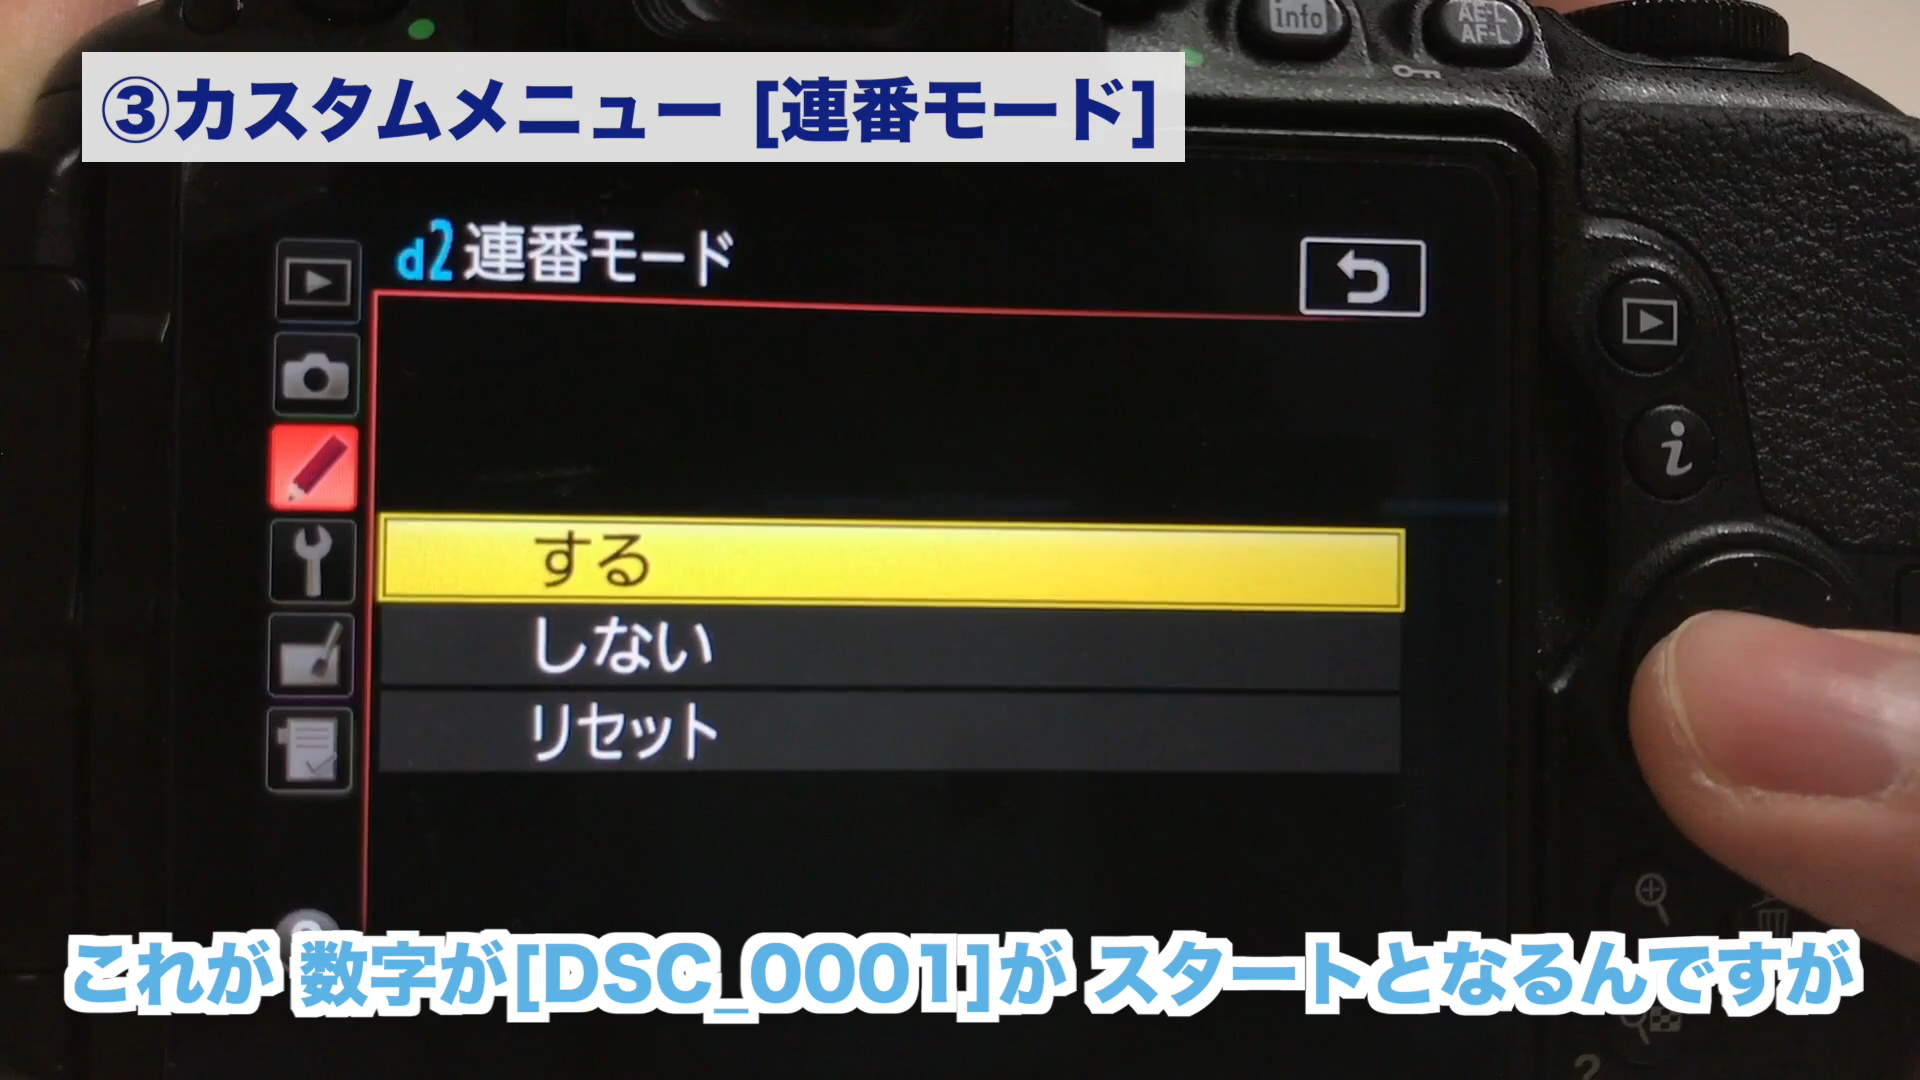 Info
AE-L
AF-L
③カスタムメニュー [連番モード]
d2連番モード
する
しない
リセット
これが 数字が[DSC_0001]が スタートとなるんですが
i
?